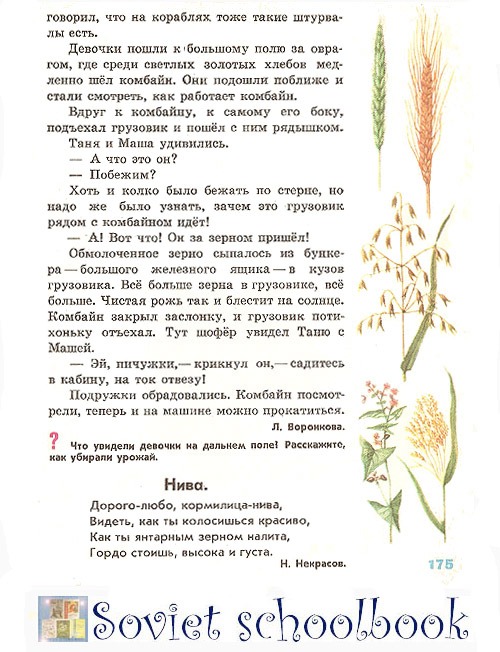 говорил, что на кораблях тоже такие штурва-
лы есть.
Девочки пошли к большому полю за овра-
гом, где среди светлых золотых хлебов мед-
ленно шёл комбайн. Они подошли поближе и
стали смотреть, как работает комбайн.
Вдруг к комбайну, к самому его боку,
подъехал грузовик и пошёл с ним рядышком.
Таня и Маша удивились.
— А что это он?
— Побежим?
Хоть и колко было бежать по стерне, но
надо же было узнать, зачем это грузовик
рядом с комбайном идёт!
— А! Вот что! Он за зерном пришёл!
Обмолоченное зерно сыпалось из бунке-
ра — большого железного ящика — в кузов
грузовика. Всё больше зерна в грузовике, всё
больше. Чистая рожь так и блестит на солнце.
Комбайн закрыл заслонку, и грузовик поти-
хоньку отъехал. Тут шофёр увидел Таню с
Машей.
— Эй, пичужки,— крикнул он,— садитесь
в кабину, на ток отвезу!
Подружки обрадовались. Комбайн посмот-
рели, теперь и на машине можно прокатиться.
Л. Воронкова.
? Что увидели девочки на дальнем поле? Расскажите,
как убирали урожай.
Нива.
Дорого-любо, кормилица-нива,
Видеть, как ты колосишься красиво,
Как ты янтарным зерном налита,
Гордо стоишь, высока и густа.
Н. Некрасов.
175
Soviet schoolbook